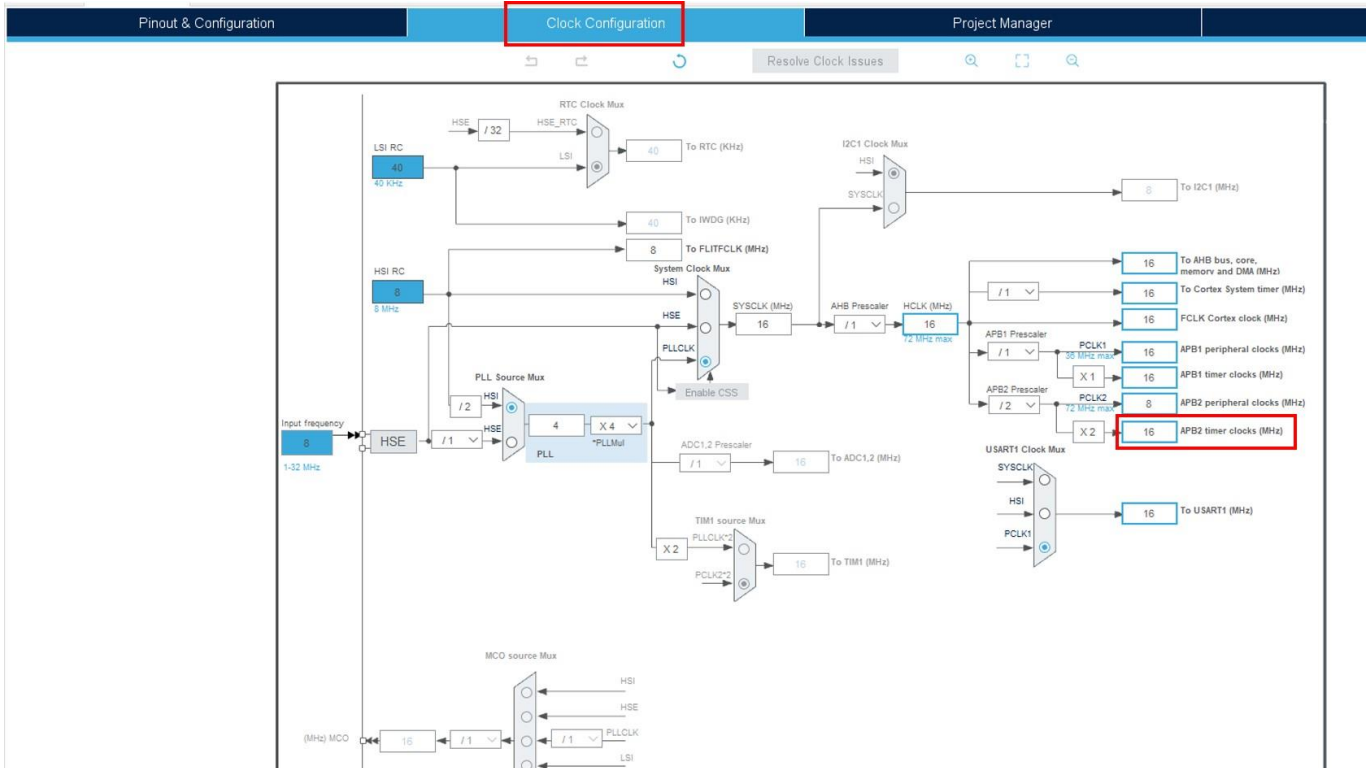 Pinout & Configuration
Clock Configuration
Project Manager
Resolve Clock Issues
RTC Clock Mux
HSE
/ 32
HSE_RTC
LSI
40
To RTC (KHz)
LSI RC
40
40 KHz
40
To IWDG (KHz)
8
To FLITFCLK (MHz)
I2C1 Clock Mux
HSI
SYSCLK
8
To I2C1 (MHz)
HSI RC
8
8 MHz
System Clock Mux
HSI
HSE
PLLCLK
Enable CSS
SYSCLK (MHz)
16
AHB Prescaler
/ 1
HCLK (MHz)
16
72 MHz max
16
To AHB bus, core,
memory and DMA (MHz)
/ 1
16
To Cortex System timer (MHz)
16
FCLK Cortex clock (MHz)
APB1 Prescaler
/ 1
PCLK1
36 MHz max
16
APB1 peripheral clocks (MHz)
X 1
16
APB1 timer clocks (MHz)
APB2 Prescaler
/ 2
PCLK2
72 MHz max
8
APB2 peripheral clocks (MHz)
X 2
16
APB2 timer clocks (MHz)
PLL Source Mux
/ 2
HSI
HSE
4
X 4
*PLLMul
PLL
Input frequency
8
1-32 MHz
HSE
/ 1
ADC1,2 Prescaler
/ 1
16
To ADC1,2 (MHz)
USART1 Clock Mux
SYSCLK
HSI
PCLK1
16
To USART1 (MHz)
TIM1 source Mux
X 2
PLLCLK*2
PCLK2*2
16
To TIM1 (MHz)
MCO source Mux
HSI
HSE
/ 1
PLLCLK
LSI
(MHz) MCO
16
/ 1